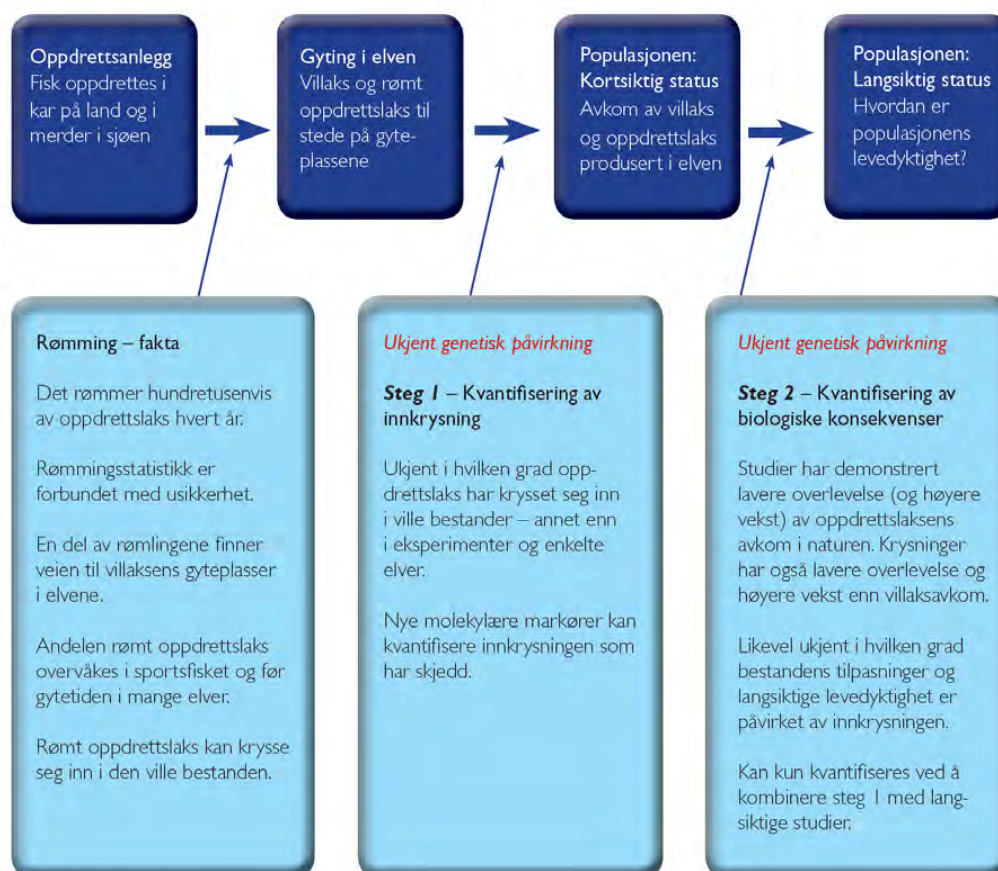 Oppdrettsanlegg
Fisk oppdrettes i
kar på land og i
merder i sjøen
Gyting i elven
Villaks og rømt
oppdrettslaks til
stede på gyte-
plassene
Populasjonen:
Kortsiktig status
Avkom av villaks
og oppdrettslaks
produsert i elven
Populasjonen:
Langsiktig status
Hvordan er
populasjonens
levedyktighet?
Rømming – fakta
Det rømmer hundretusenvis
av oppdrettslaks hvert år.
Rømmingsstatistikk er
forbundet med usikkerhet.
En del av rømlingene finner
veien til villaksens gyteplasser
i elvene.
Andelen rømt oppdrettslaks
overvåkes i sportsfisket og før
gytetiden i mange elver.
Rømt oppdrettslaks kan krysse
seg inn i den ville bestanden.
Ukjent genetisk påvirkning
Steg 1 – Kvantifisering av
innkrysning
Ukjent i hvilken grad opp-
drettslaks har krysset seg inn
i ville bestander – annet enn
i eksperimenter og enkelte
elver.
Nye molekylære markører kan
kvantifisere innkrysningen som
har skjedd.
Ukjent genetisk påvirkning
Steg 2 – Kvantifisering av
biologiske konsekvenser
Studier har demonstrert
lavere overlevelse (og høyere
vekst) av oppdrettslaksens
avkom i naturen. Krysninger
har også lavere overlevelse og
høyere vekst enn villaksavkom.
Likevel ukjent i hvilken grad
bestandens tilpasninger og
langsiktige levedyktighet er
påvirket av innkrysningen.
Kan kun kvantifiseres ved å
kombinere steg 1 med lang-
siktige studier.